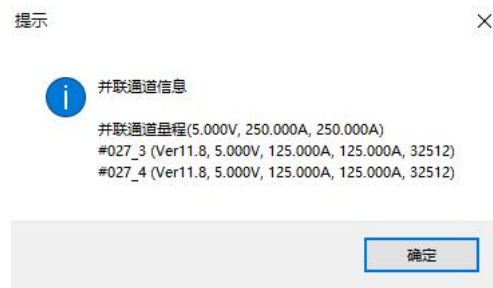 提示
并联通道信息
并联通道量程(5.000V, 250.000A, 250.000A)
#027_3 (Ver11.8, 5.000V, 125.000A, 125.000A, 32512)
#027_4 (Ver11.8, 5.000V, 125.000A, 125.000A, 32512)
确定